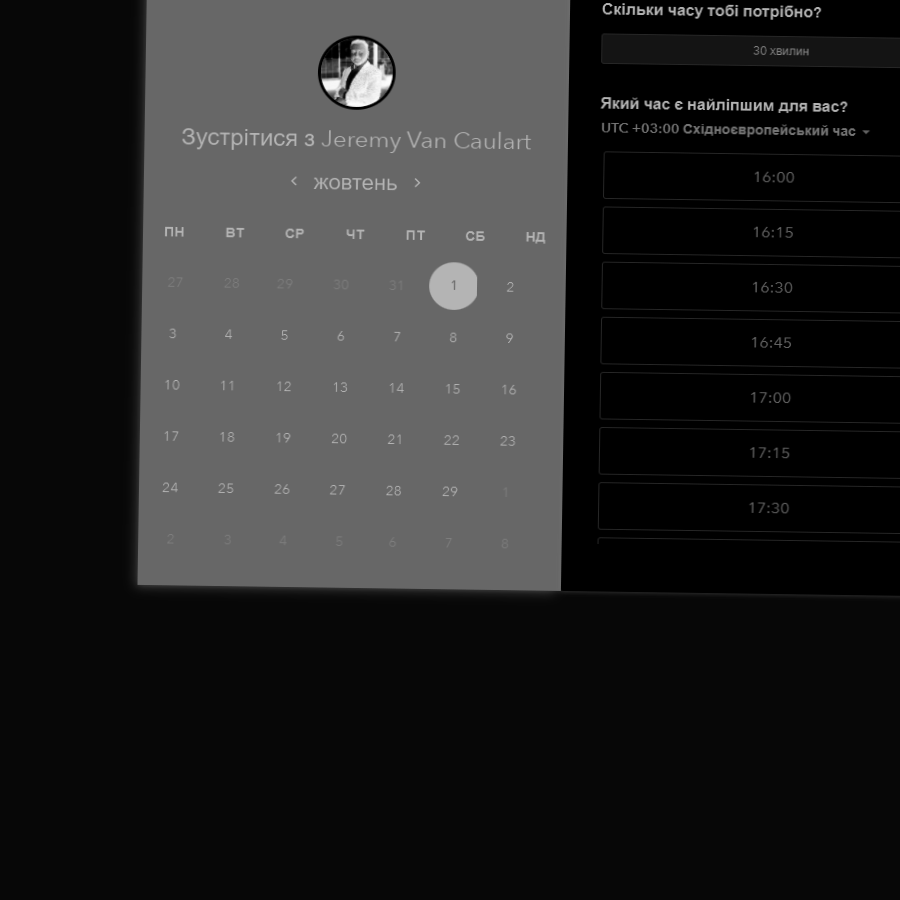 Зустрітися з Jeremy Van Caulart
жовтень
ПН ВТ СР ЧТ ПТ СБ НД
27 28 29 30 31 1 2
3 4 5 6 7 8 9
10 11 12 13 14 15 16
17 18 19 20 21 22 23
24 25 26 27 28 29 1
2 3 4 5 6 7 8
Скільки часу тобі потрібно?
30 хвилин
Який час є найліпшим для вас?
UTC +03:00 Східноєвропейський час
16:00
16:15
16:30
16:45
17:00
17:15
17:30